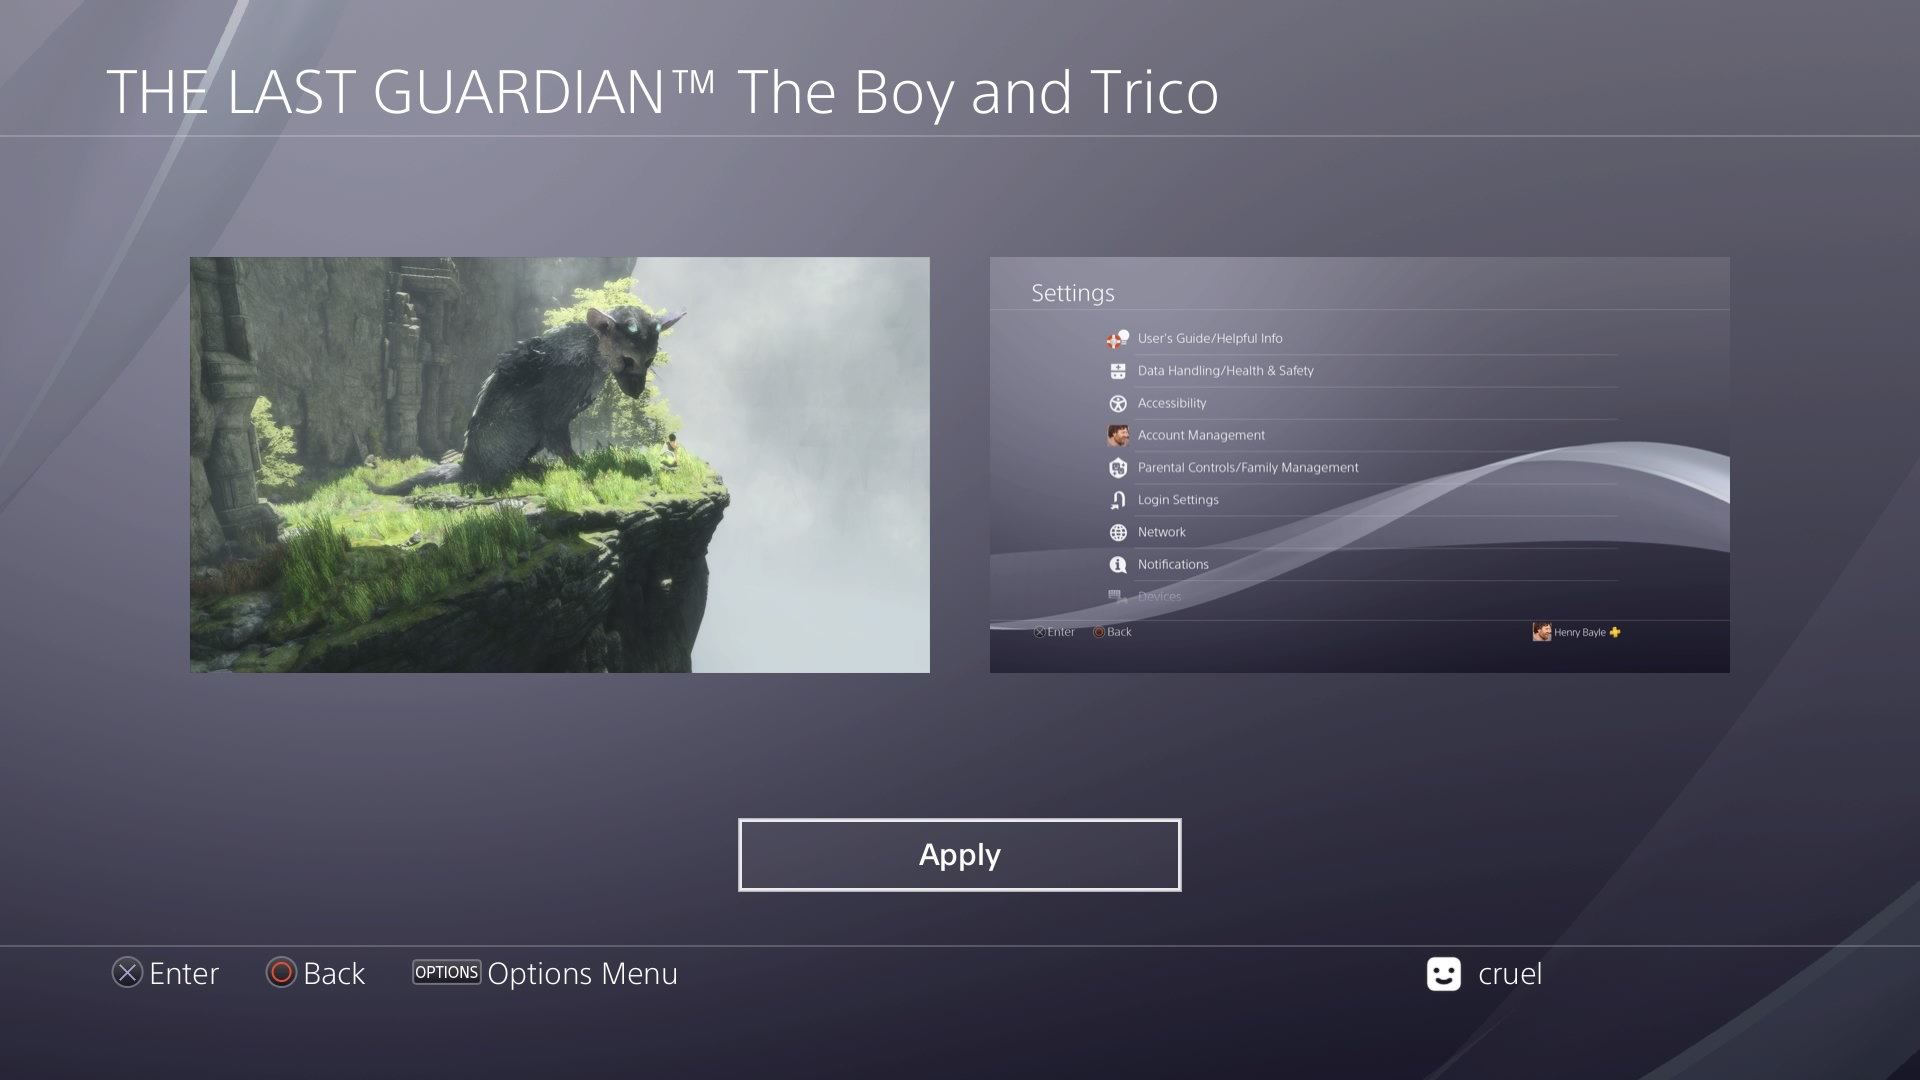 THE LAST GUARDIAN™ The Boy and Trico
Settings
User's Guide/Helpful Info
Data Handling/Health & Safety
Accessibility
Account Management
Parental Controls/Family Management
Login Settings
Network
Notifications
Devices
Enter Back Henry Bayle
Apply
Enter Back OPTIONS Options Menu cruel